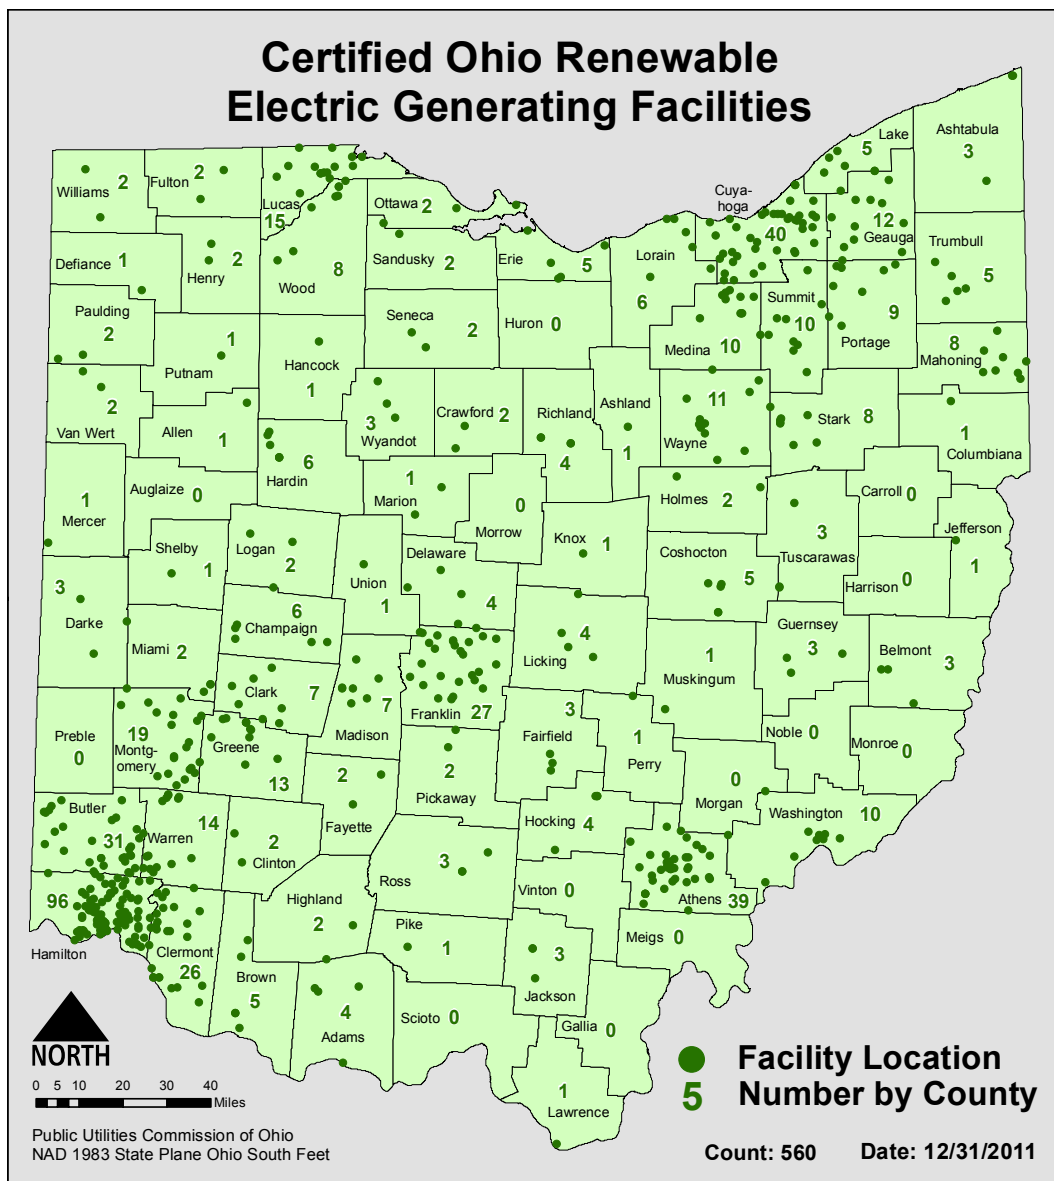 Certified Ohio Renewable
Electric Generating Facilities
Lake
5
Ashtabula
3
Williams 2
Fulton 2
Lucas
15
Ottawa 2
Cuya-
hoga
40
12
Geauga
Trumbull
5
Defiance 1
Henry
2
Wood
8
Sandusky 2
Erie
5
Lorain
6
Paulding
2
Seneca
2
Huron 0
Medina 10
Summit
10
9
Portage
8
Mahoning
1
Putnam
Hancock
1
2
Van Wert
Allen
1
3
Wyandot
Crawford 2
Richland
4
Ashland
1
11
Wayne
Stark 8
1
Columbiana
1
Mercer
Auglaize 0
6
Hardin
1
Marion
0
Morrow
Holmes 2
Carroll 0
3
Tuscarawas
Jefferson
1
Shelby
1
Logan
2
Union
1
Delaware
4
Knox 1
Coshocton
5
Harrison 0
3
Darke
Miami 2
6
Champaign
4
Licking
1
Muskingum
Guernsey
3
Belmont
3
Clark
7
7
Madison
Franklin 27
3
Fairfield
1
Perry
Noble 0
Monroe 0
Preble
0
19
Montg-
omery
Greene
13
2
Fayette
2
Pickaway
0
Morgan
Washington
10
Butler
31
Warren
14
2
Clinton
Hocking
4
3
Ross
Vinton 0
Athens 39
96
Hamilton
Clermont
26
Highland
2
Pike
1
3
Jackson
Meigs 0
Brown
5
4
Adams
Scioto 0
Gallia 0
1
Lawrence
NORTH
0 5 10 20 30 40
Miles
Facility Location
5 Number by County
Public Utilities Commission of Ohio
NAD 1983 State Plane Ohio South Feet
Count: 560 Date: 12/31/2011